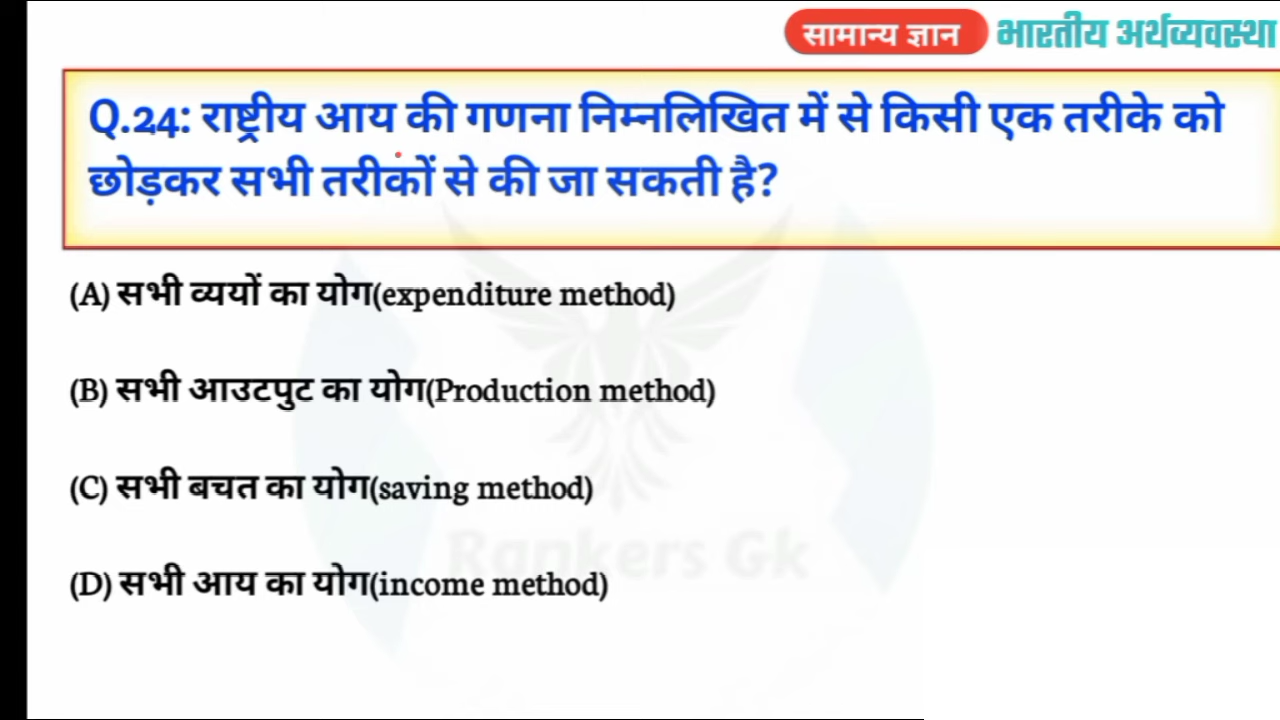 सामान्य ज्ञान भारतीय अर्थव्यवस्था
Q.24: राष्ट्रीय आय की गणना निम्नलिखित में से किसी एक तरीके को
छोड़कर सभी तरीकों से की जा सकती है?
(A) सभी व्ययों का योग(expenditure method)
(B) सभी आउटपुट का योग(Production method)
(C) सभी बचत का योग(saving method)
Rankers Gk
(D) सभी आय का योग(income method)